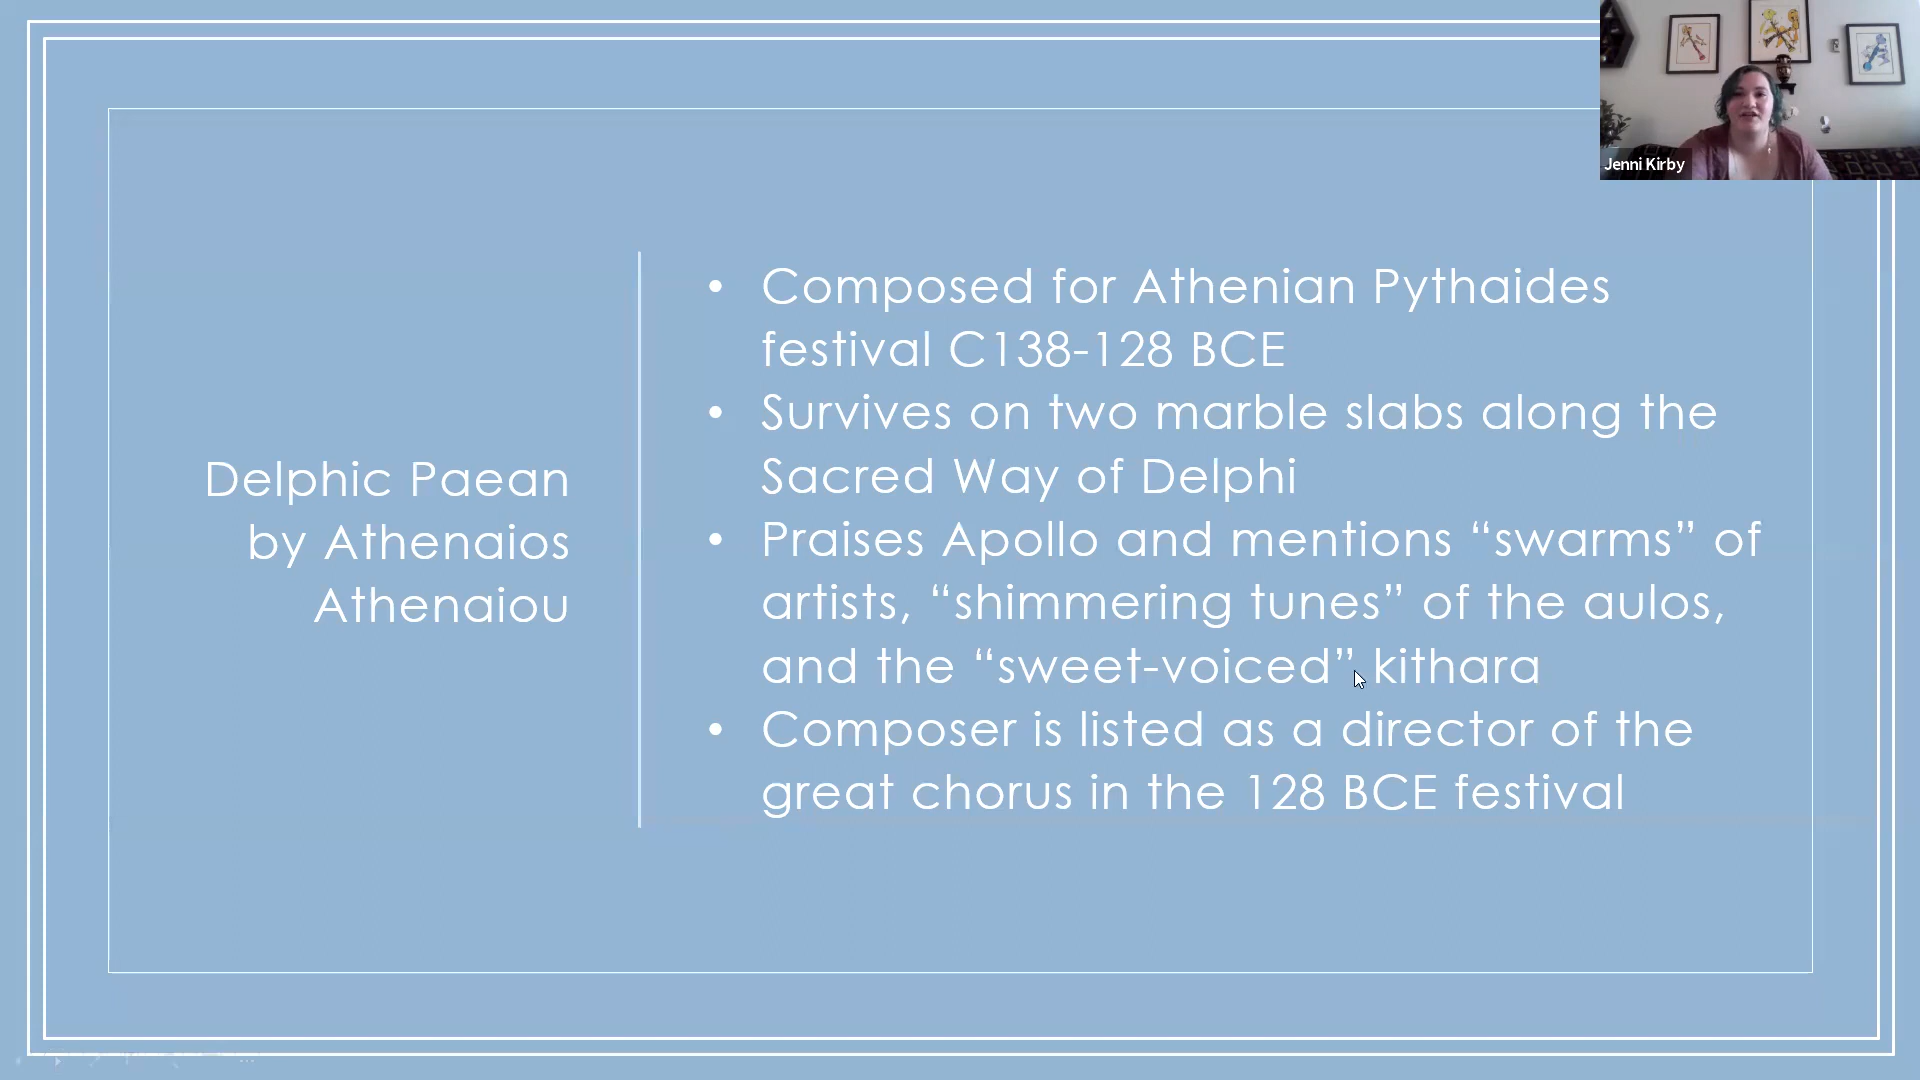 Jenni Kirby
Delphic Paean
by Athenaios
Athenaiou
• Composed for Athenian Pythaides
festival C138-128 BCE
• Survives on two marble slabs along the
Sacred Way of Delphi
• Praises Apollo and mentions “swarms” of
artists, “shimmering tunes” of the aulos,
and the “sweet-voiced” kithara
• Composer is listed as a director of the
great chorus in the 128 BCE festival